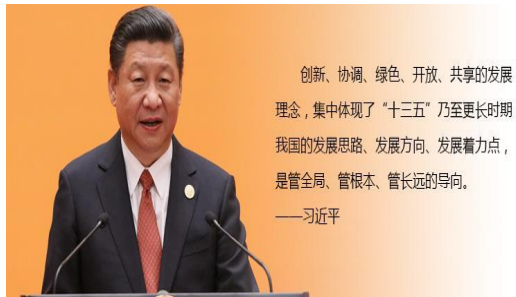 创新、协调、绿色、开放、共享的发展
理念，集中体现了“十三五”乃至更长时期
我国的发展思路、发展方向、发展着力点，
是管全局、管根本、管长远的导向。
——习近平